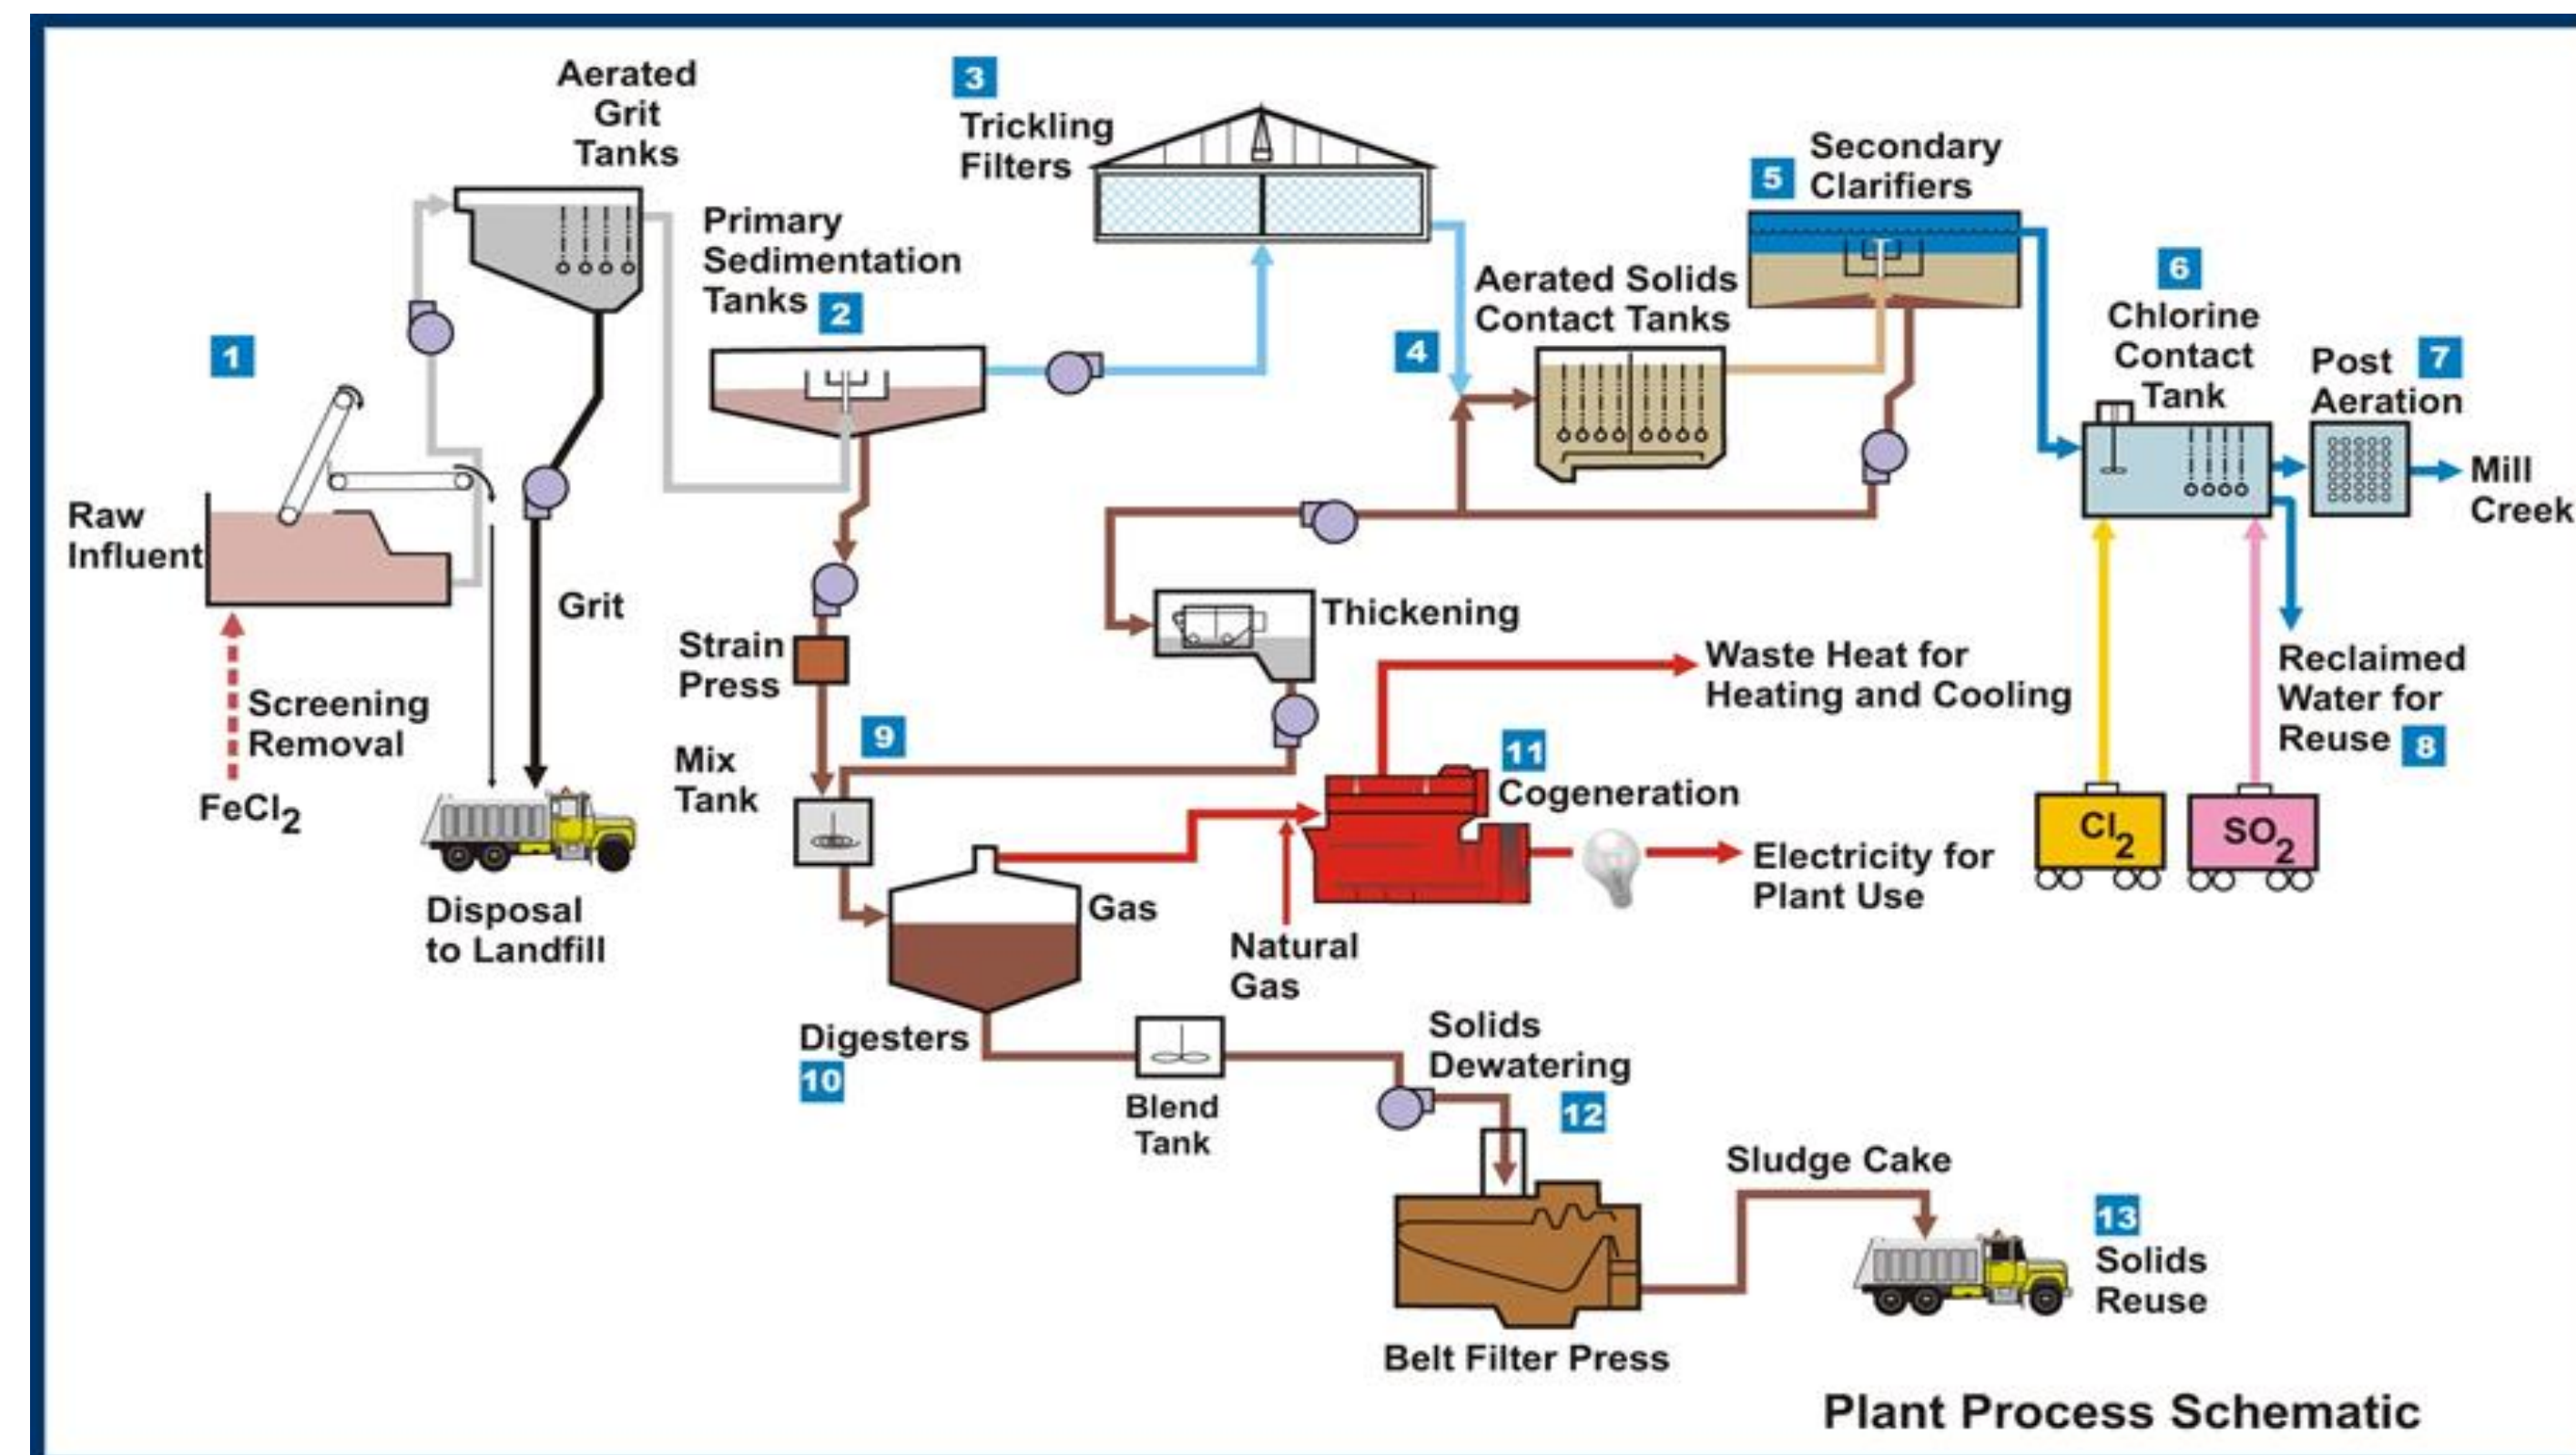 Aerated
Grit
Tanks
3
Trickling
Filters
Secondary
5 Clarifiers
Primary
Sedimentation
Tanks 2
1
Aerated Solids
Contact Tanks
4
6
Chlorine
Contact
Tank
Post 7
Aeration
Mill
Creek
Raw
Influent
Grit
Screening
Removal
FeCl2
Disposal
to Landfill
Strain
Press
Thickening
Waste Heat for
Heating and Cooling
Reclaimed
Water for
Reuse 8
9
Mix
Tank
11
Cogeneration
Cl2
SO2
Electricity for
Plant Use
Gas
Natural
Gas
Digesters
10
Blend
Tank
Solids
Dewatering
12
Sludge Cake
13
Solids
Reuse
Belt Filter Press
Plant Process Schematic